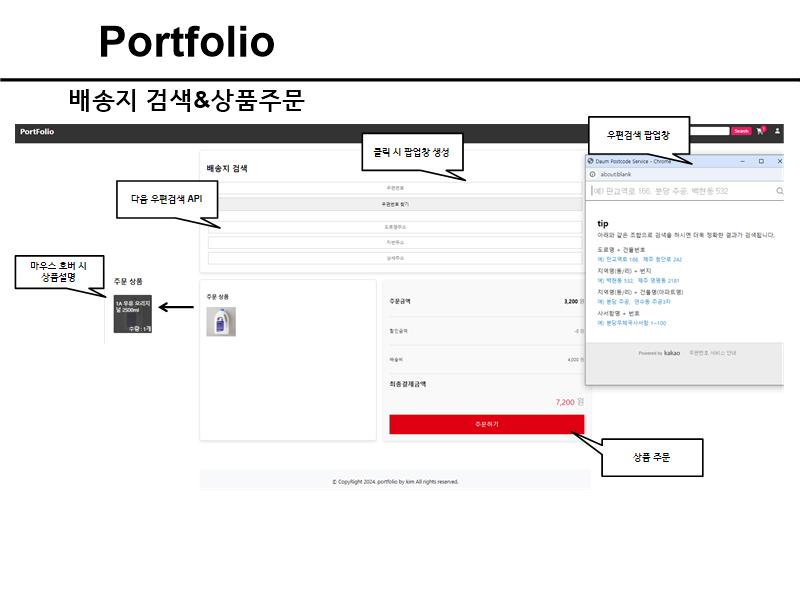 Portfolio
배송지 검색&상품주문
PortFolio
Search
우편검색 팝업창
클릭 시 팝업창 생성
배송지 검색
우편번호
우편번호 찾기
다음 우편검색 API
도로명주소
지번주소
상세주소
Daum Postcode Service - Chrome
about:blank
예) 판교역로 166, 분당 주공, 백현동 532
tip
아래와 같은 조합으로 검색을 하시면 더욱 정확한 결과가 검색됩니다.
도로명 + 건물번호
예) 판교역로 166, 제주 첨단로 242
지역명(동/리) + 번지
예) 백현동 532, 제주 영평동 2181
지역명(동/리) + 건물명(아파트명)
예) 분당 주공, 연수동 주공3차
사서함명 + 번호
예) 분당우체국사서함 1~100
Powered by kakao 우편번호 서비스 안내
마우스 호버 시
상품설명
주문 상품
1A 우유 오리지
널 2500ml
수량 : 1개
주문 상품
주문금액 3,200 원
할인금액 -0 원
배송비 4,000 원
최종결제금액
7,200 원
주문하기
상품 주문
© CopyRight 2024. portfolio by kim All rights reserved.